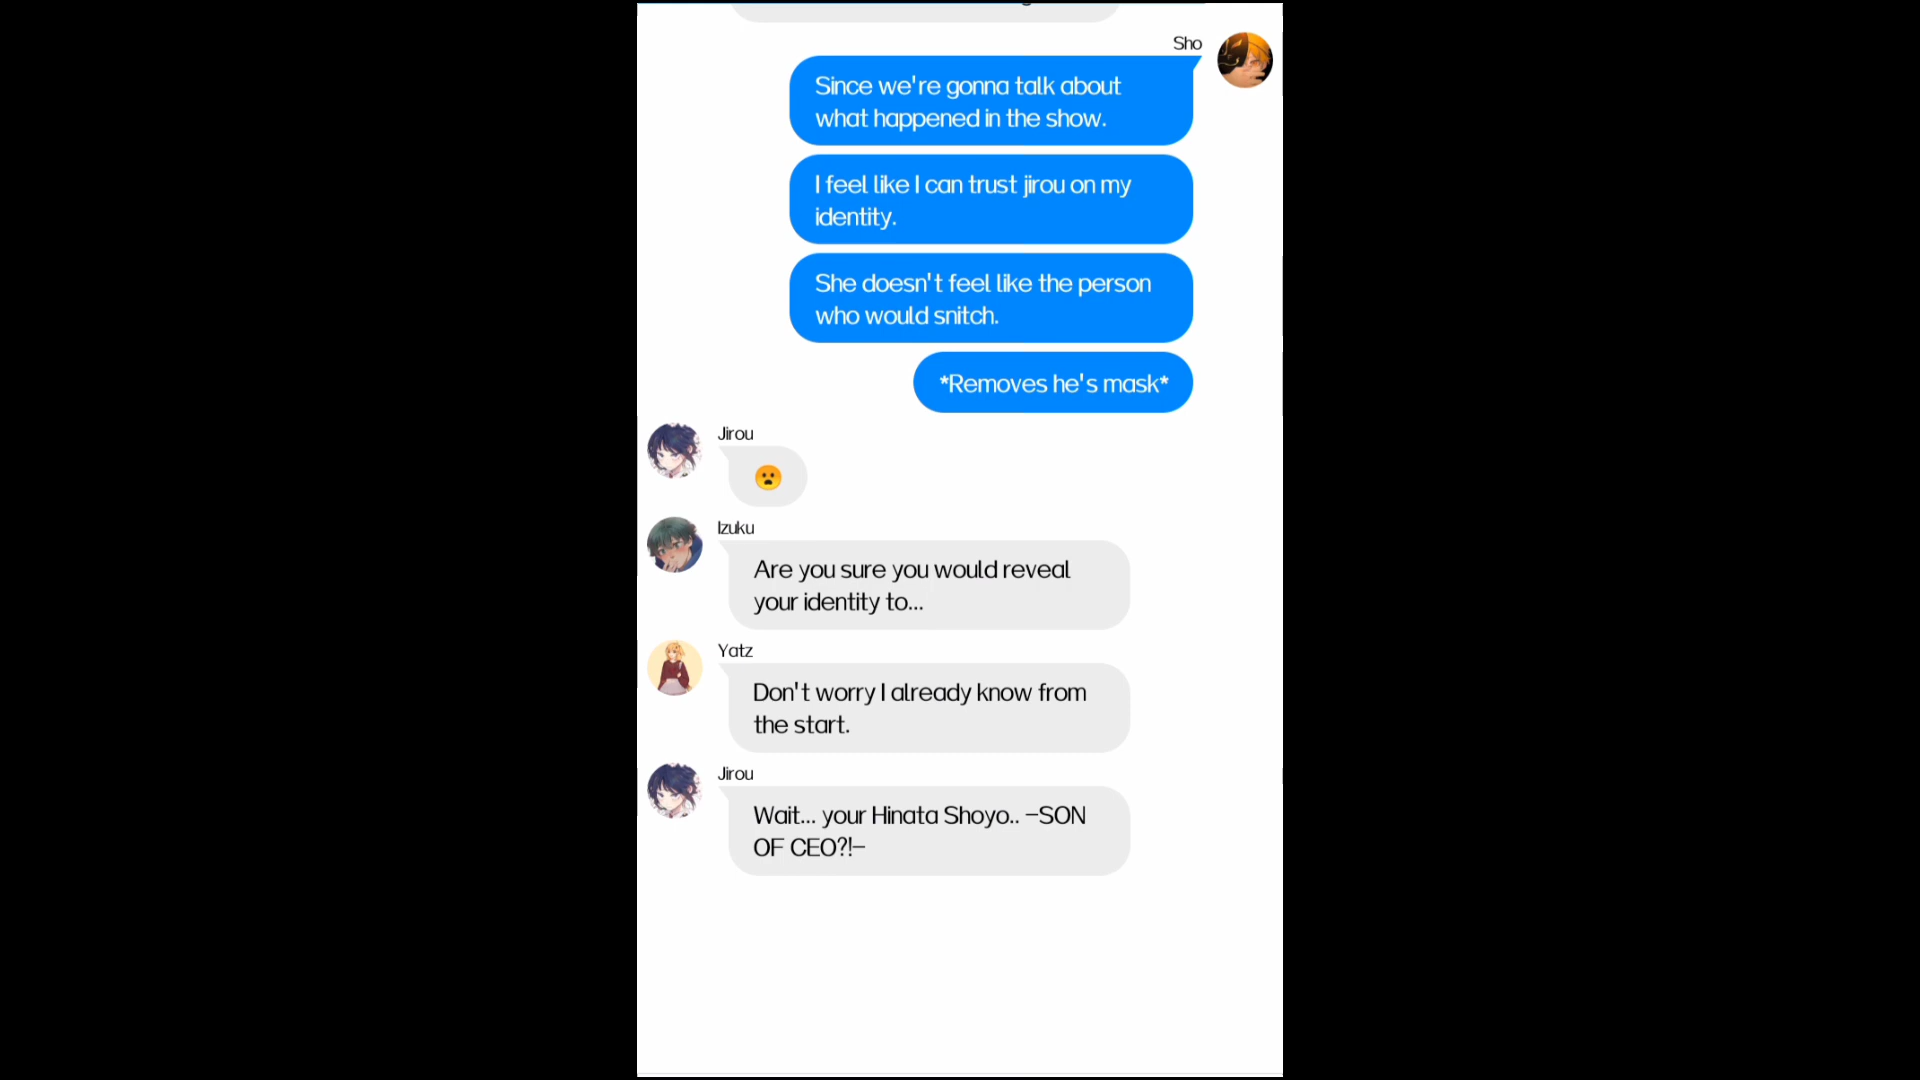 Sho
Since we're gonna talk about
what happened in the show.
I feel like I can trust jirou on my
identity.
She doesn't feel like the person
who would snitch.
*Removes he's mask*
Jirou
😮
Izuku
Are you sure you would reveal
your identity to...
Yatz
Don't worry I already know from
the start.
Jirou
Wait... your Hinata Shoyo.. –SON
OF CEO?!–